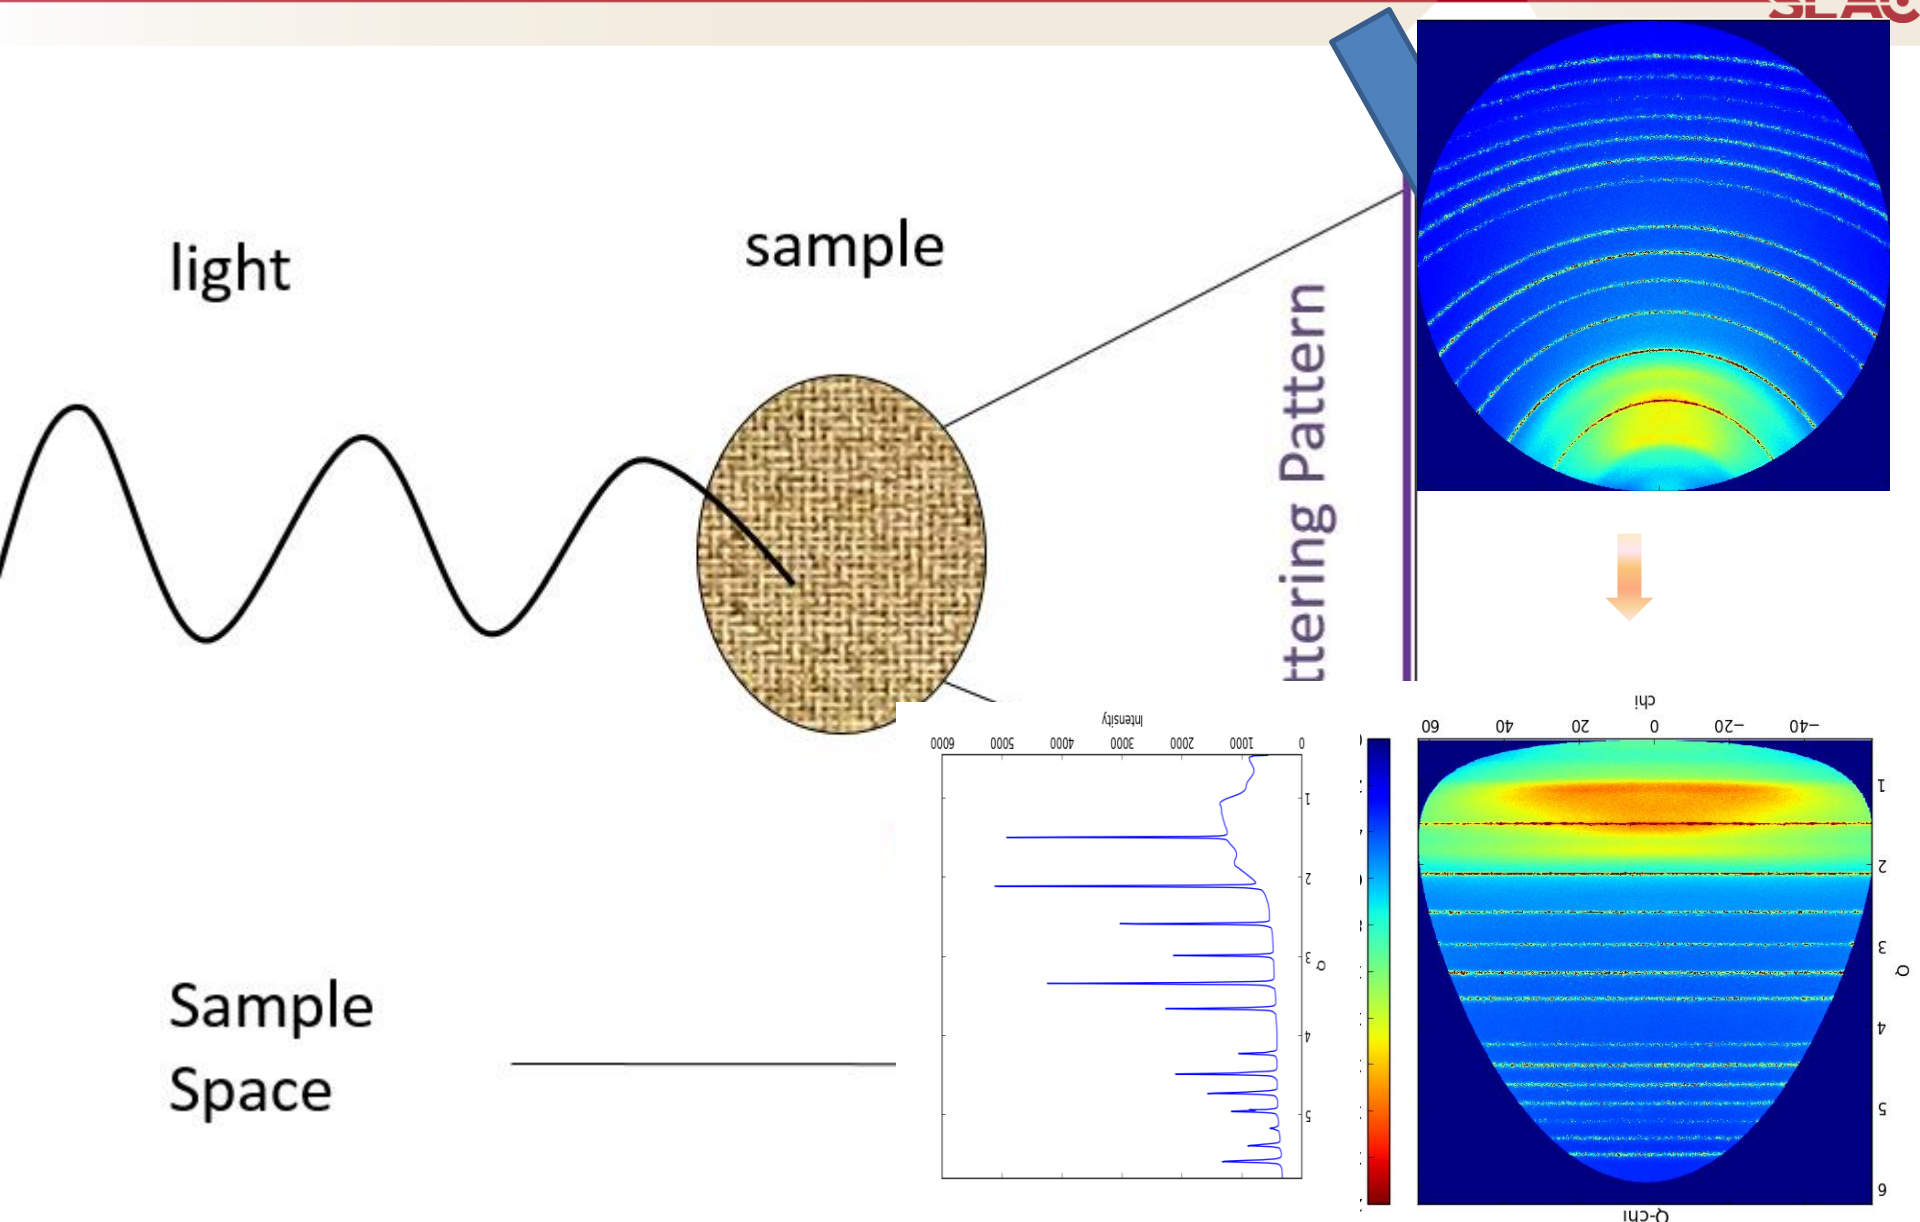 SLAC
light
sample
ttering Pattern
Sample
Space
Intensity
6000 5000 4000 3000 2000 1000 0
1
2
3
4
5
Q
chi
60 40 20 0 −20 −40
1
2
3
4
5
6
Q
Q-chi